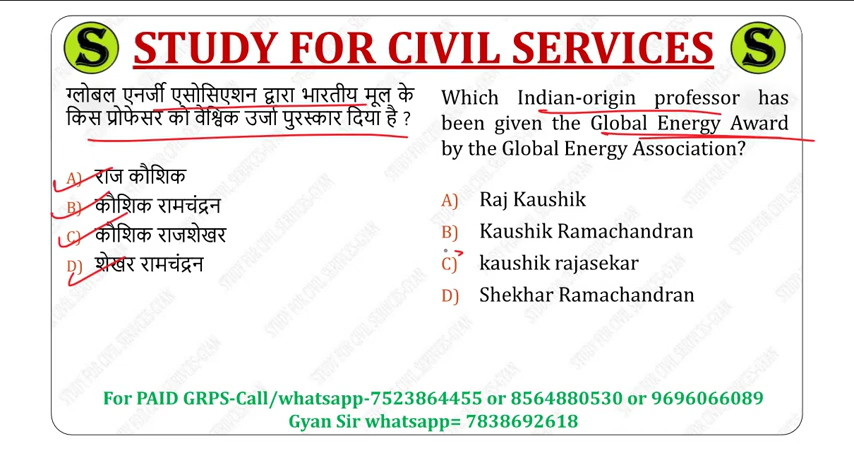 S STUDY FOR CIVIL SERVICES S
ग्लोबल एनर्जी एसोसिएशन द्वारा भारतीय मूल के
किस प्रोफेसर को वैश्विक उर्जा पुरस्कार दिया है ?
A) राज कौशिक
B) कौशिक रामचंद्रन
C) कौशिक राजशेखर
D) शेखर रामचंद्रन
Which Indian-origin professor has
been given the Global Energy Award
by the Global Energy Association?
A) Raj Kaushik
B) Kaushik Ramachandran
C) kaushik rajasekar
D) Shekhar Ramachandran
For PAID GRPS-Call/whatsapp-7523864455 or 8564880530 or 9696066089
Gyan Sir whatsapp= 7838692618